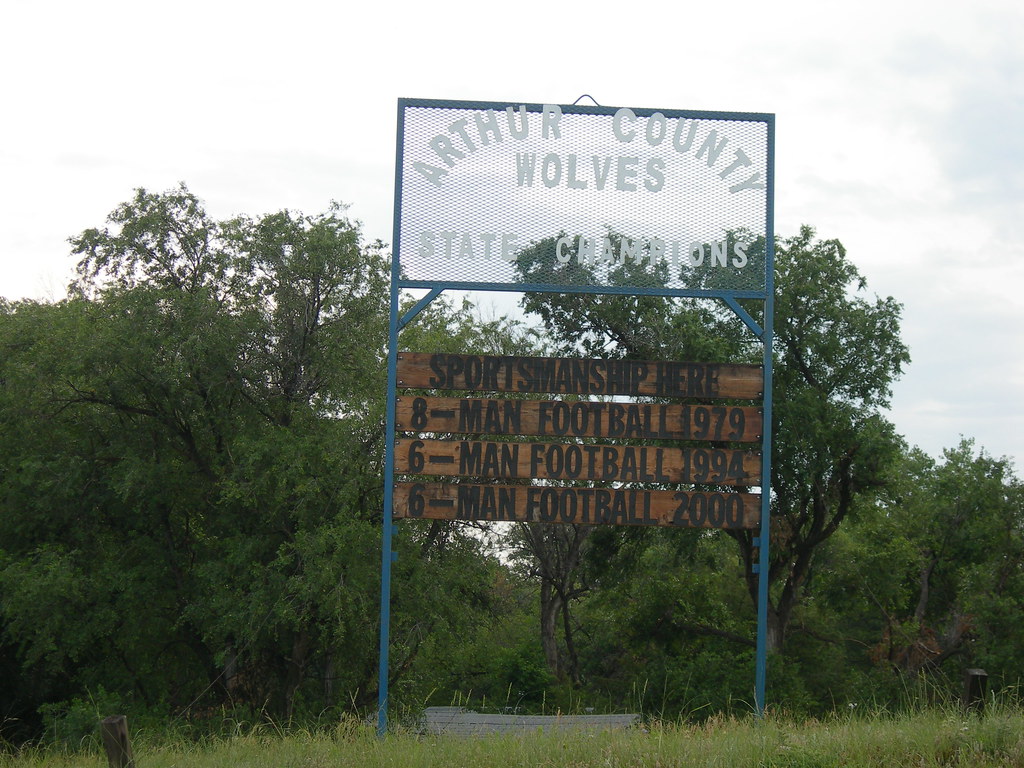 ARTHUR COUNTY
WOLVES
STATE CHAMPIONS
SPORTSMANSHIP HERE
8-MAN FOOTBALL 1979
6-MAN FOOTBALL 1994
6-MAN FOOTBALL 2000